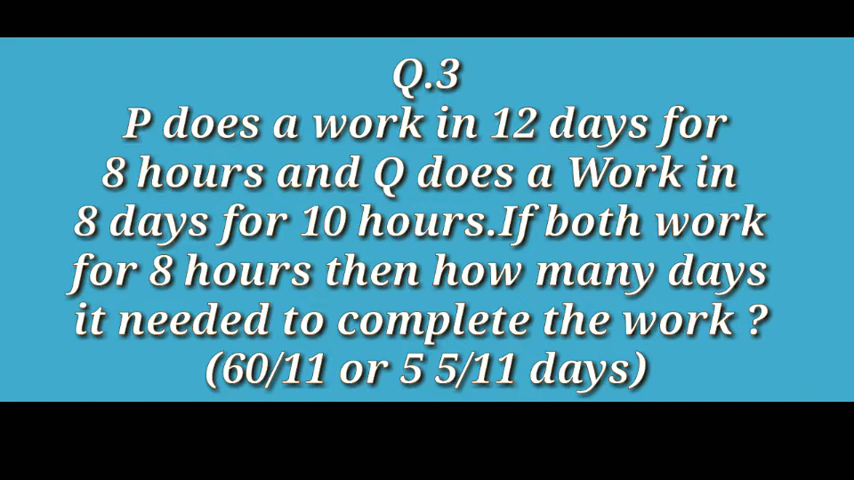 Q.3
P does a work in 12 days for
8 hours and Q does a Work in
8 days for 10 hours.If both work
for 8 hours then how many days
it needed to complete the work ?
(60/11 or 5 5/11 days)